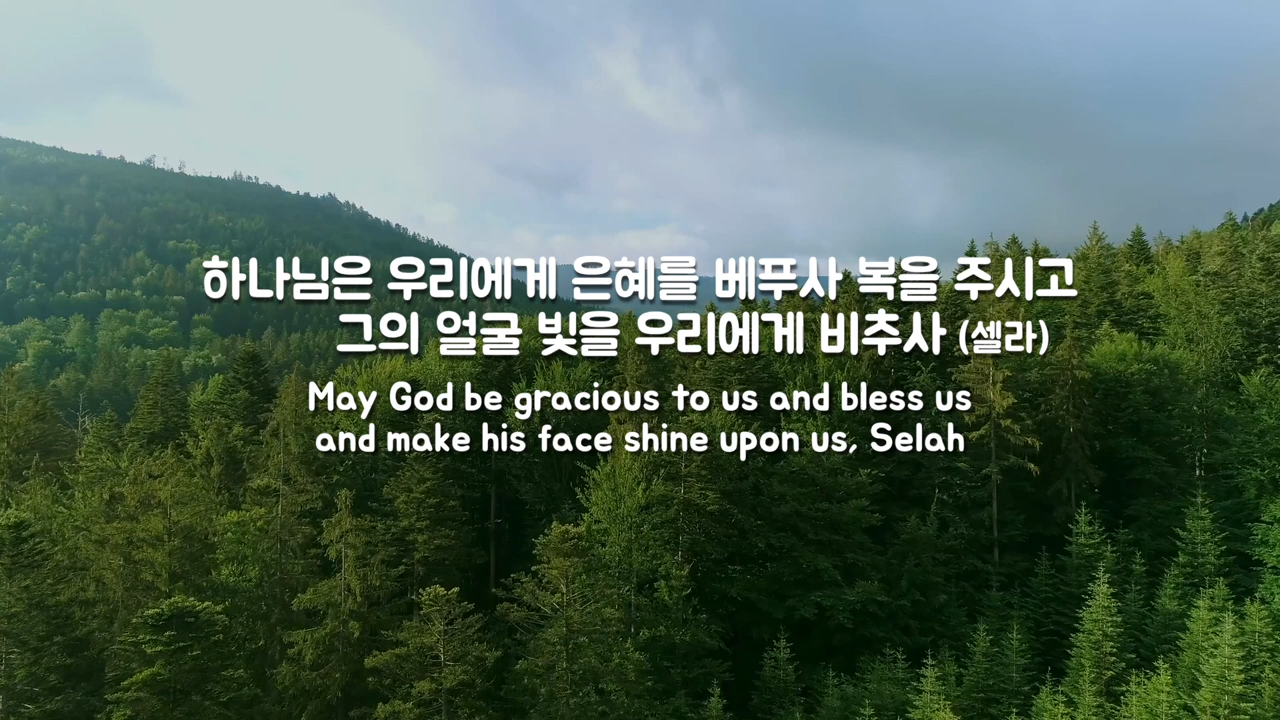 하나님은 우리에게 은혜를 베푸사 복을 주시고
그의 얼굴 빛을 우리에게 비추사 (셀라)
May God be gracious to us and bless us
and make his face shine upon us, Selah